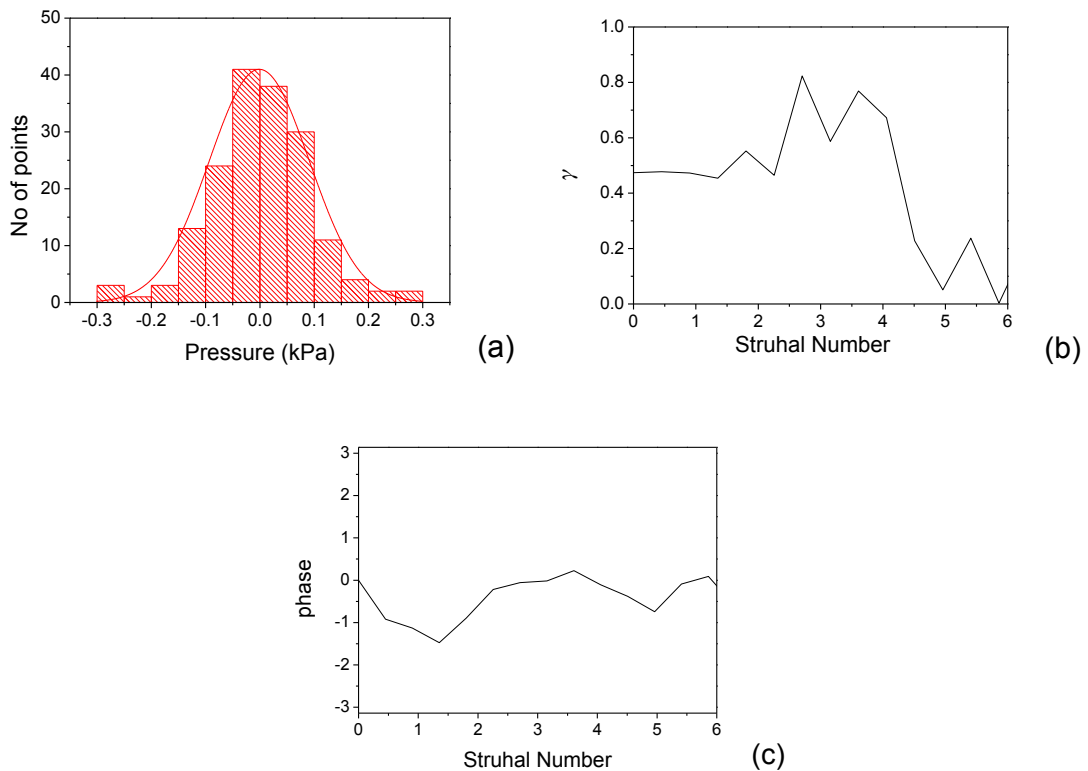 50
40
30
20
10
0
No of points
-0.3 -0.2 -0.1 0.0 0.1 0.2 0.3
Pressure (kPa)
(a)
1.0
0.8
0.6
0.4
0.2
0.0
γ
0 1 2 3 4 5 6
Struhal Number
(b)
3
2
1
0
-1
-2
-3
phase
0 1 2 3 4 5 6
Struhal Number
(c)